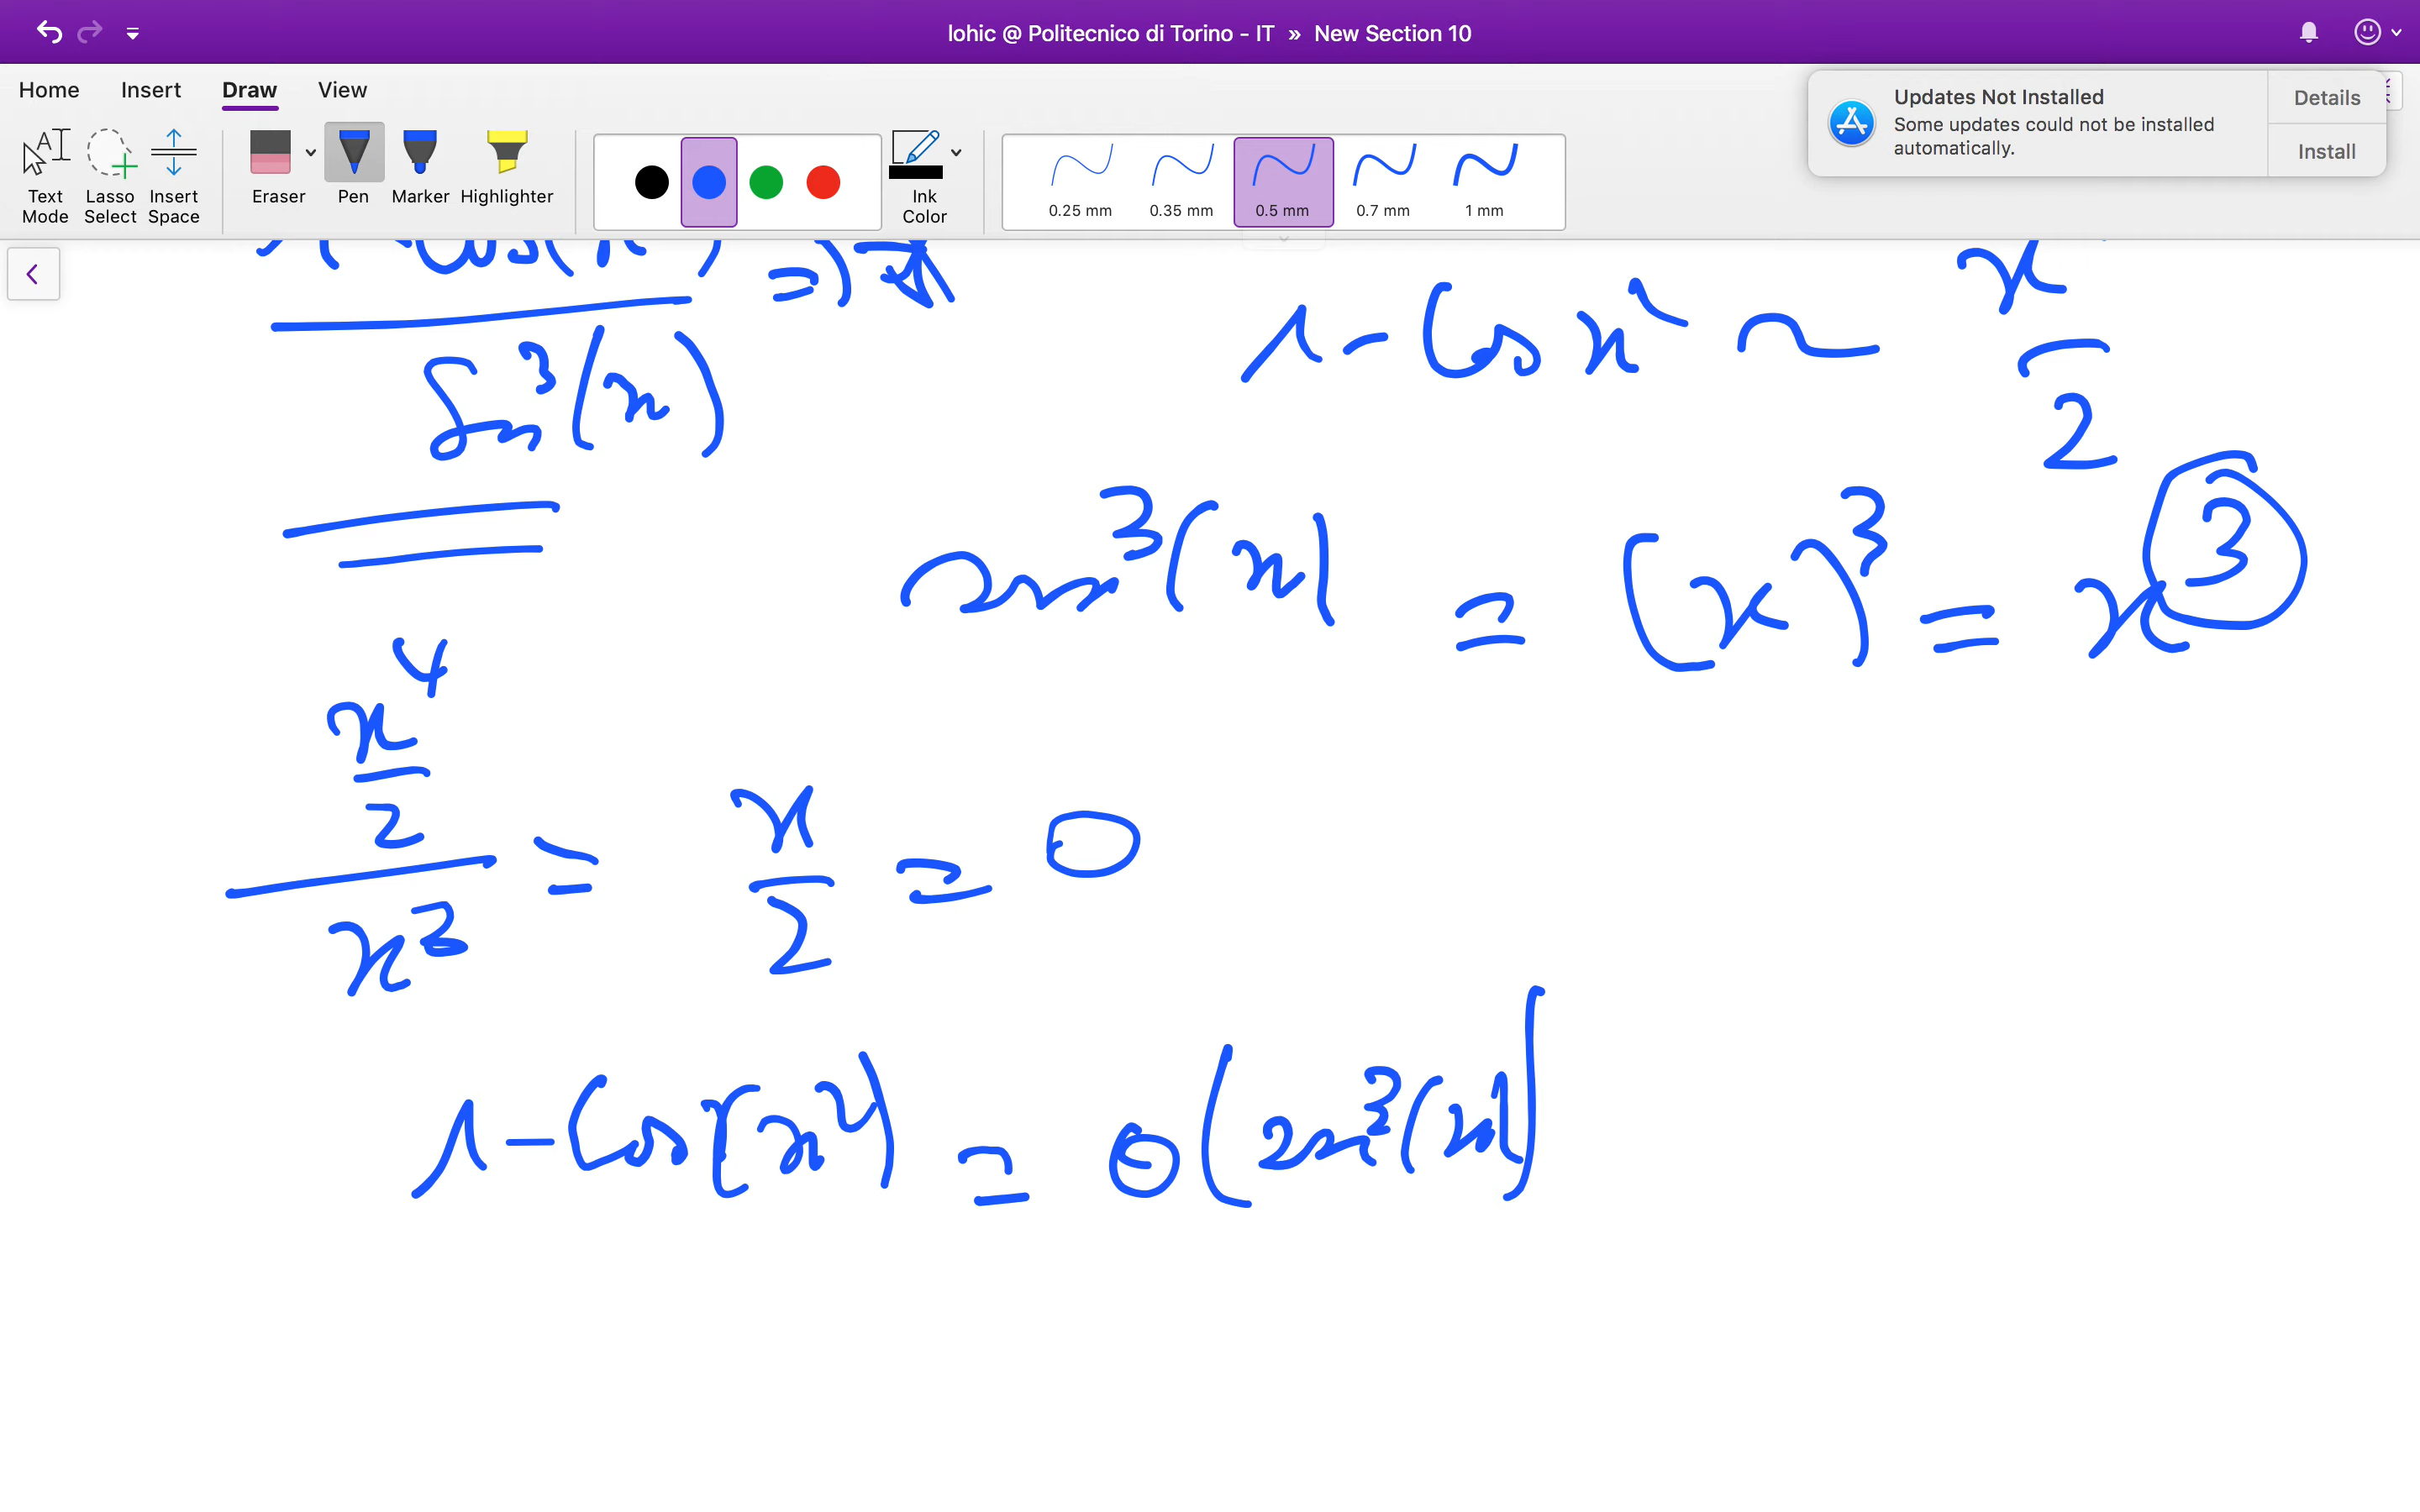 lohic @ Politecnico di Torino - IT » New Section 10
Home Insert Draw View
Updates Not Installed
Some updates could not be installed automatically.
Details
Install
Text Mode
Lasso Select
Insert Space
Eraser
Pen
Marker
Highlighter
Ink Color
0.25 mm
0.35 mm
0.5 mm
0.7 mm
1 mm
1 - Cos x² ~ x / 2
Sin³(x)
sin³(x) = (x)³ = x³
x⁴/2 / x³ = x/2 = 0
1 - Cos(x²) = o(sin³(x))